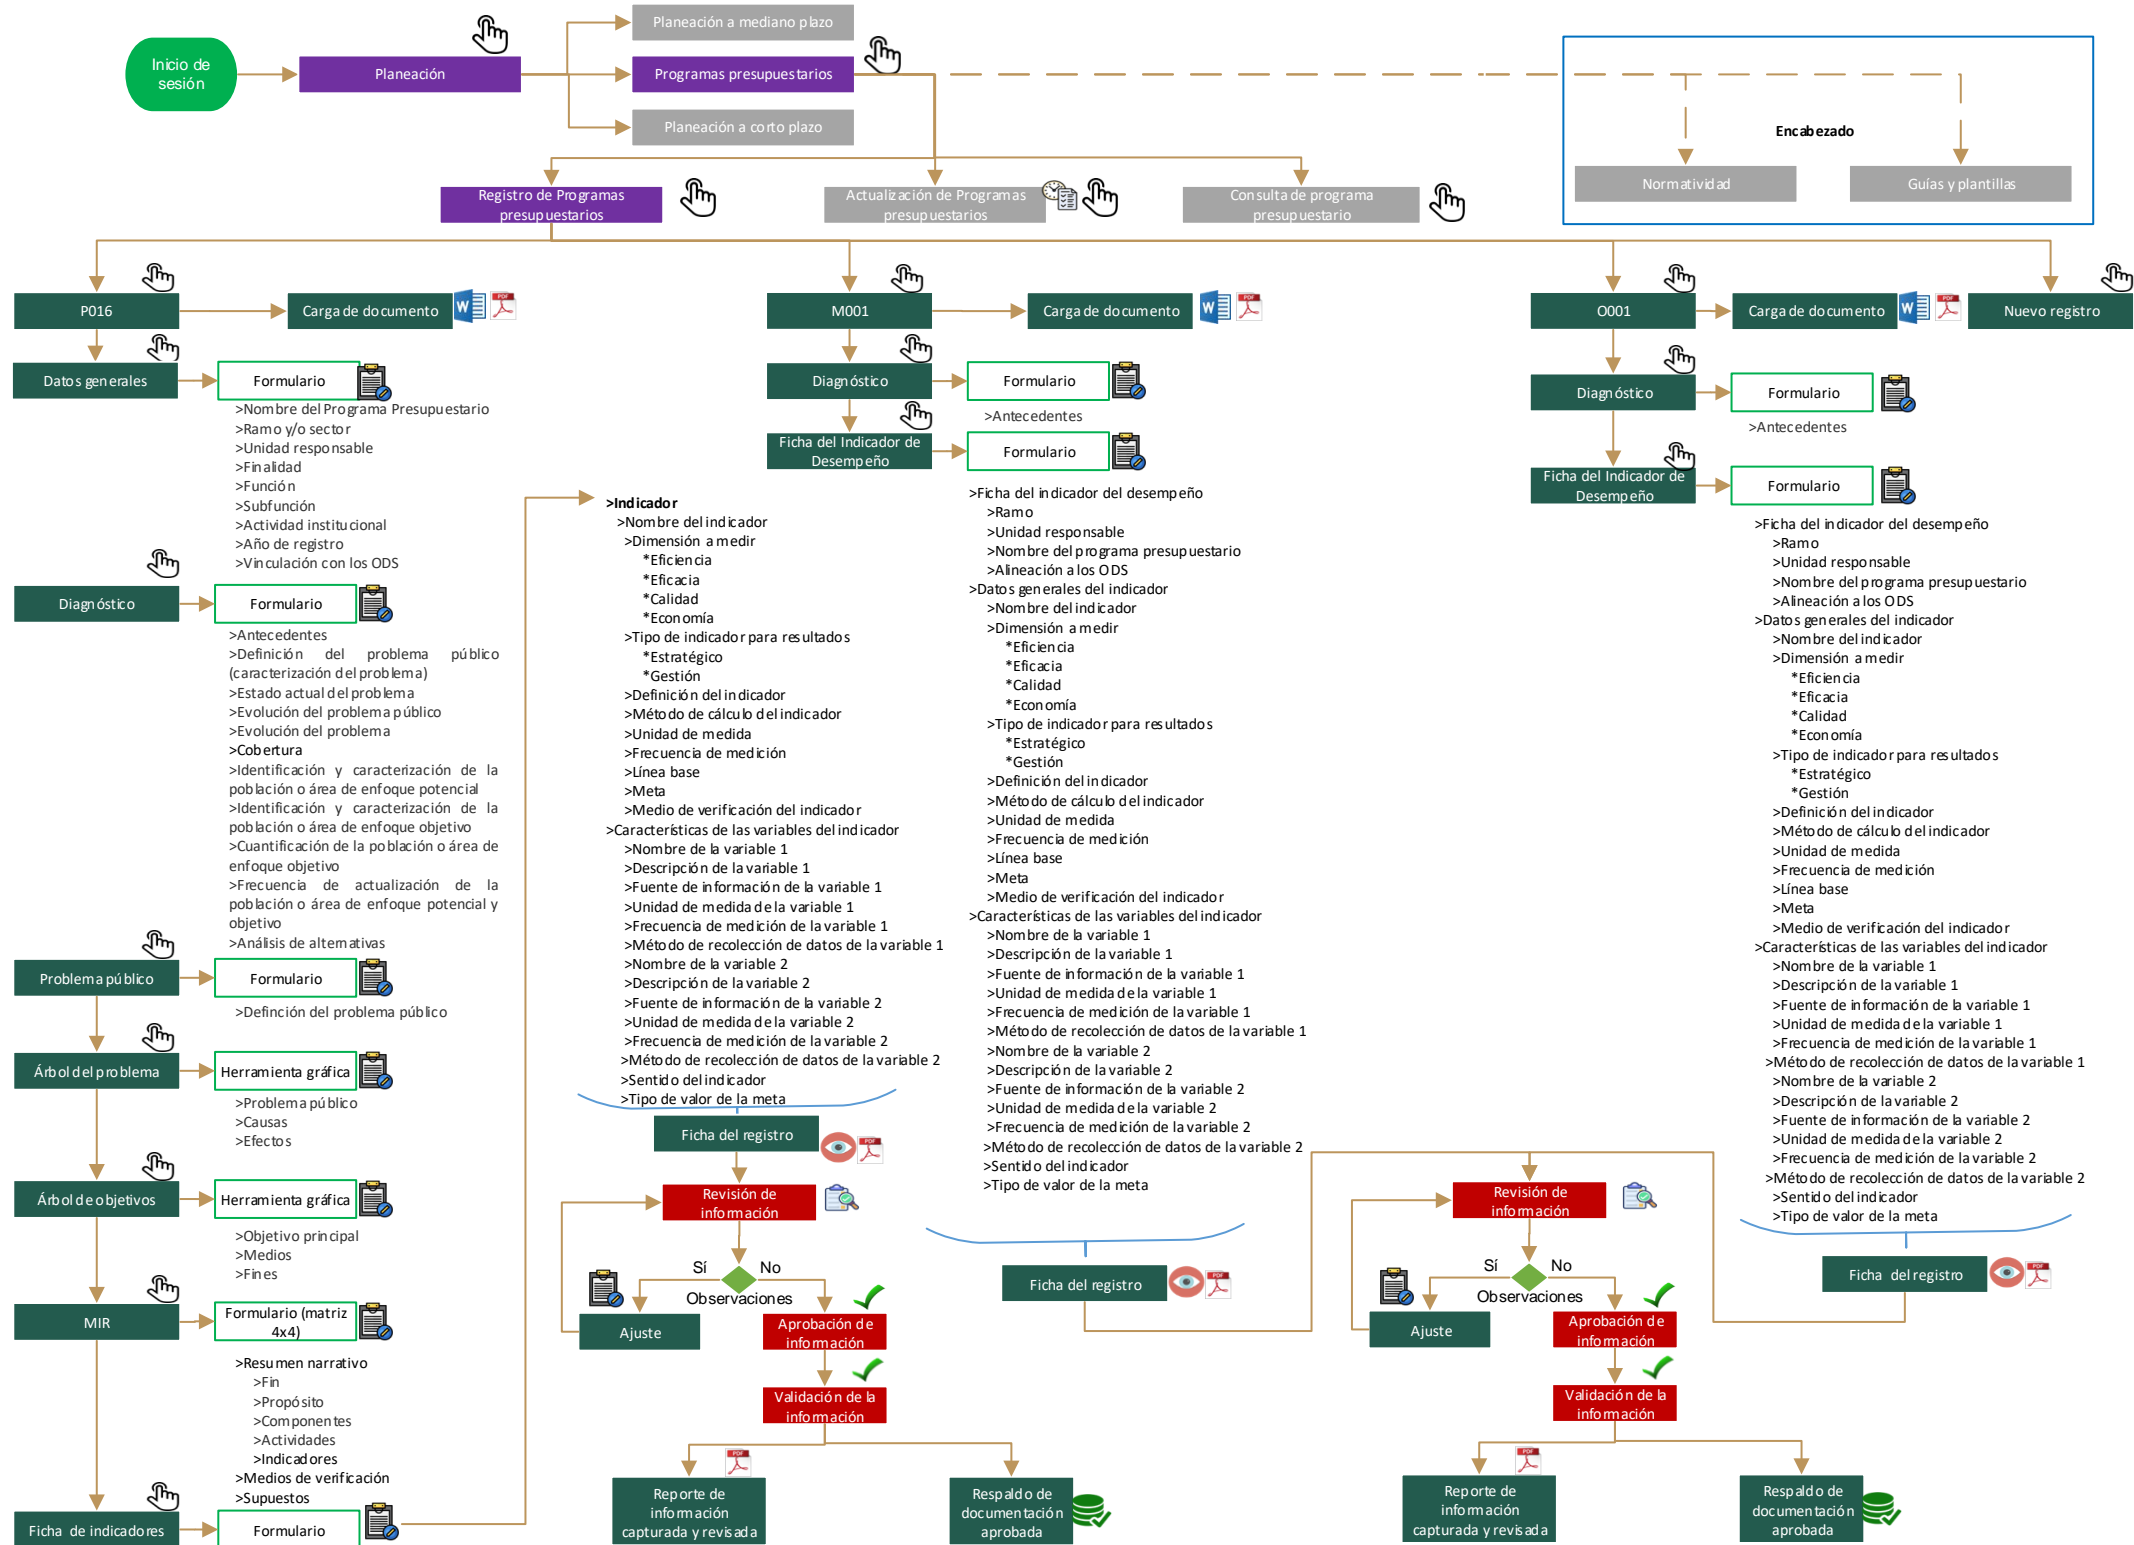 Inicio de
sesión
Planeación
Planeación a mediano plazo
Programas presupuestarios
Planeación a corto plazo
Encabezado
Normatividad
Guías y plantillas
Registro de Programas
presupuestarios
Actualización de Programas
presupuestarios
Consulta de programa
presupuestario
P016
Carga de documento
Datos generales
Formulario
>Nombre del Programa Presupuestario
>Ramo y/o sector
>Unidad responsable
>Finalidad
>Función
>Subfunción
>Actividad institucional
>Año de registro
>Vinculación con los ODS
Diagnóstico
Formulario
>Antecedentes
>Definición del problema público
(caracterización del problema)
>Estado actual del problema
>Evolución del problema público
>Evolución del problema
>Cobertura
>Identificación y caracterización de la
población o área de enfoque potencial
>Identificación y caracterización de la
población o área de enfoque objetivo
>Cuantificación de la población o área de
enfoque objetivo
>Frecuencia de actualización de la
población o área de enfoque potencial y
objetivo
>Análisis de alternativas
Problema público
Formulario
>Definción del problema público
Árbol del problema
Herramienta gráfica
>Problema público
>Causas
>Efectos
Árbol de objetivos
Herramienta gráfica
>Objetivo principal
>Medios
>Fines
MIR
Formulario (matriz
4x4)
>Resumen narrativo
>Fin
>Propósito
>Componentes
>Actividades
>Indicadores
>Medios de verificación
>Supuestos
Ficha de indicadores
Formulario
>Indicador
>Nombre del indicador
>Dimensión a medir
*Eficiencia
*Eficacia
*Calidad
*Economía
>Tipo de indicador para resultados
*Estratégico
*Gestión
>Definición del indicador
>Método de cálculo del indicador
>Unidad de medida
>Frecuencia de medición
>Línea base
>Meta
>Medio de verificación del indicador
>Características de las variables del indicador
>Nombre de la variable 1
>Descripción de la variable 1
>Fuente de información de la variable 1
>Unidad de medida de la variable 1
>Frecuencia de medición de la variable 1
>Método de recolección de datos de la variable 1
>Nombre de la variable 2
>Descripción de la variable 2
>Fuente de información de la variable 2
>Unidad de medida de la variable 2
>Frecuencia de medición de la variable 2
>Método de recolección de datos de la variable 2
>Sentido del indicador
>Tipo de valor de la meta
Ficha del registro
PDF
Revisión de
información
Sí
No
Observaciones
Ajuste
Aprobación de
información
Validación de la
información
PDF
Reporte de
información
capturada y revisada
Respaldo de
documentación
aprobada
M001
Carga de documento
W
PDF
Diagnóstico
Formulario
>Antecedentes
Ficha del Indicador de
Desempeño
Formulario
>Ficha del indicador del desempeño
>Ramo
>Unidad responsable
>Nombre del programa presupuestario
>Alineación a los ODS
>Datos generales del indicador
>Nombre del indicador
>Dimensión a medir
*Eficiencia
*Eficacia
*Calidad
*Economía
>Tipo de indicador para resultados
*Estratégico
*Gestión
>Definición del indicador
>Método de cálculo del indicador
>Unidad de medida
>Frecuencia de medición
>Línea base
>Meta
>Medio de verificación del indicador
>Características de las variables del indicador
>Nombre de la variable 1
>Descripción de la variable 1
>Fuente de información de la variable 1
>Unidad de medida de la variable 1
>Frecuencia de medición de la variable 1
>Método de recolección de datos de la variable 1
>Nombre de la variable 2
>Descripción de la variable 2
>Fuente de información de la variable 2
>Unidad de medida de la variable 2
>Frecuencia de medición de la variable 2
>Método de recolección de datos de la variable 2
>Sentido del indicador
>Tipo de valor de la meta
Ficha del registro
PDF
O001
Carga de documento
W
PDF
Nuevo registro
Diagnóstico
Formulario
>Antecedentes
Ficha del Indicador de
Desempeño
Formulario
>Ficha del indicador del desempeño
>Ramo
>Unidad responsable
>Nombre del programa presupuestario
>Alineación a los ODS
>Datos generales del indicador
>Nombre del indicador
>Dimensión a medir
*Eficiencia
*Eficacia
*Calidad
*Economía
>Tipo de indicador para resultados
*Estratégico
*Gestión
>Definición del indicador
>Método de cálculo del indicador
>Unidad de medida
>Frecuencia de medición
>Línea base
>Meta
>Medio de verificación del indicador
>Características de las variables del indicador
>Nombre de la variable 1
>Descripción de la variable 1
>Fuente de información de la variable 1
>Unidad de medida de la variable 1
>Frecuencia de medición de la variable 1
>Método de recolección de datos de la variable 1
>Nombre de la variable 2
>Descripción de la variable 2
>Fuente de información de la variable 2
>Unidad de medida de la variable 2
>Frecuencia de medición de la variable 2
>Método de recolección de datos de la variable 2
>Sentido del indicador
>Tipo de valor de la meta
Ficha del registro
PDF
Revisión de
información
Sí
No
Observaciones
Ajuste
Aprobación de
información
Validación de la
información
PDF
Reporte de
información
capturada y revisada
Respaldo de
documentación
aprobada